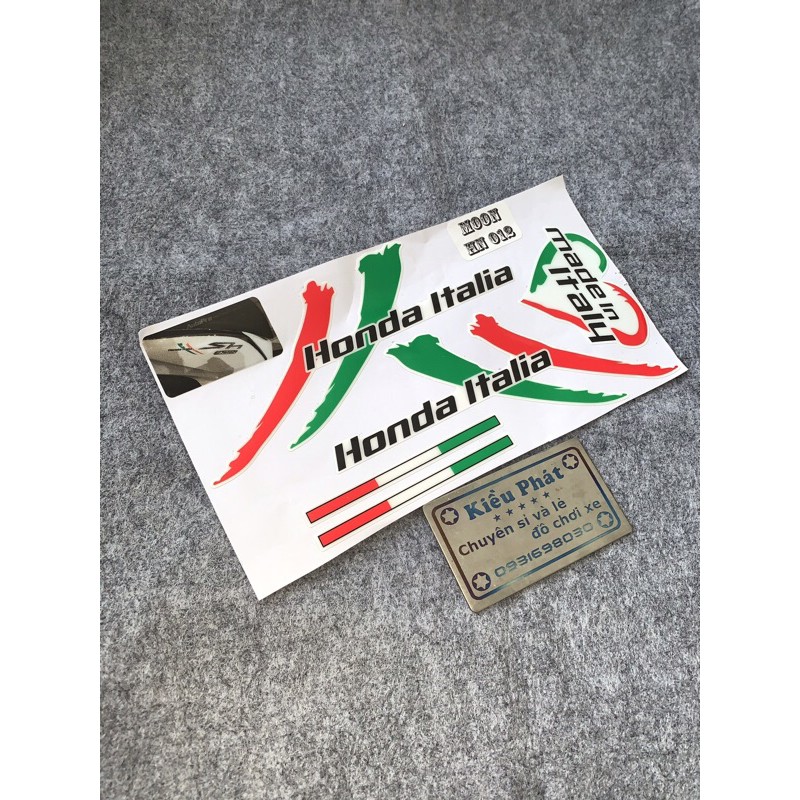 MOON
HN 012
made in
Italy
Honda Italia
Honda Italia
SH
Kiều Phát
Chuyên sỉ và lẻ
đồ chơi xe
0931698030